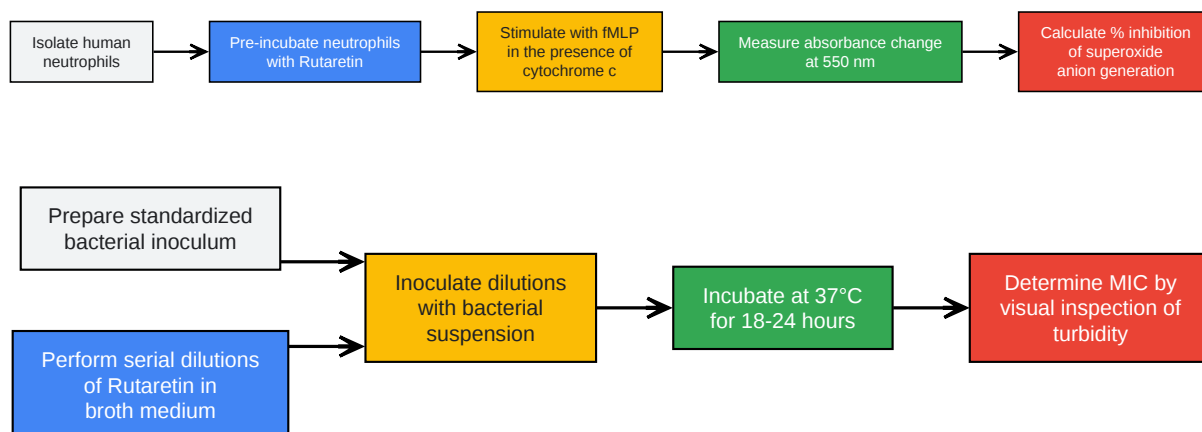 Isolate human
neutrophils
Pre-incubate neutrophils
with Rutaretin
Stimulate with fMLP
in the presence of
cytochrome c
Measure absorbance change
at 550 nm
Calculate % inhibition
of superoxide
anion generation
Prepare standardized
bacterial inoculum
Perform serial dilutions
of Rutaretin in
broth medium
Inoculate dilutions
with bacterial
suspension
Incubate at 37°C
for 18-24 hours
Determine MIC by
visual inspection of
turbidity